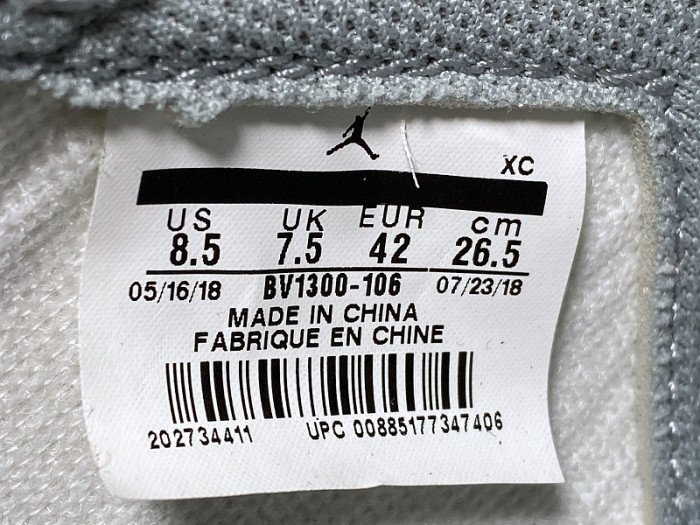 XC
US UK EUR cm
8.5 7.5 42 26.5
05/16/18 BV1300-106 07/23/18
MADE IN CHINA
FABRIQUE EN CHINE
202734411 UPC 00885177347406